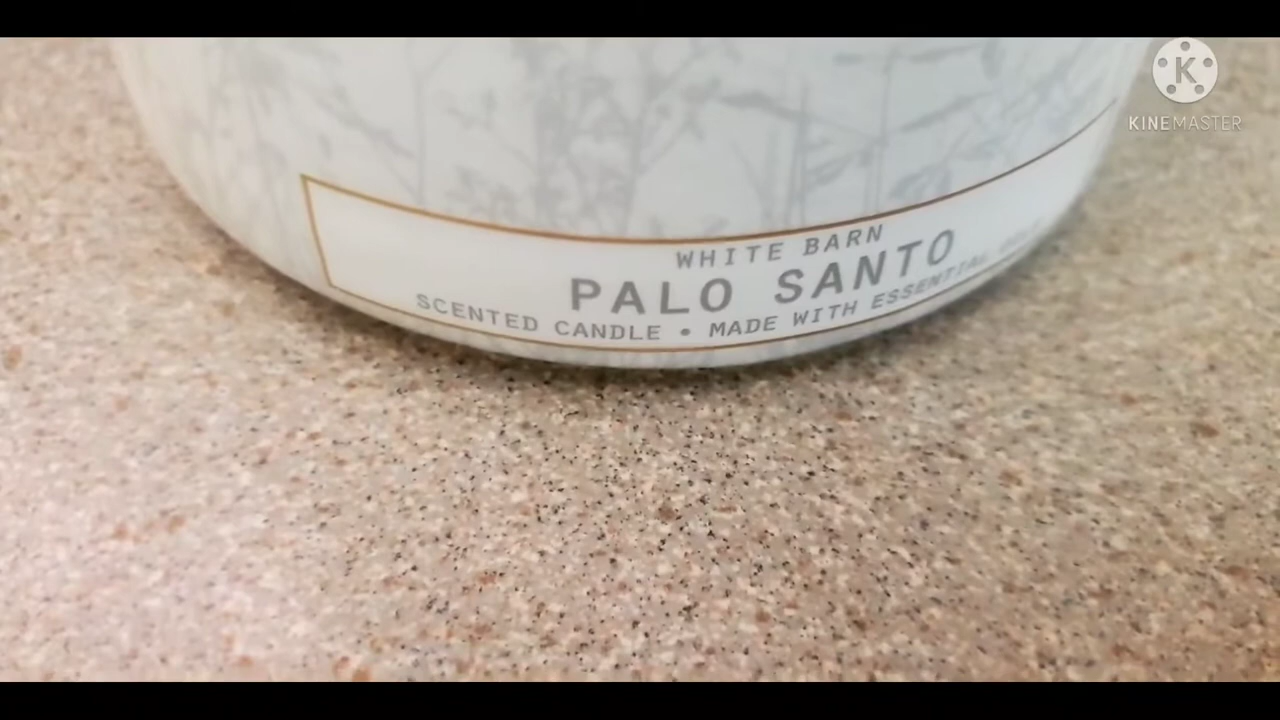 K
KINEMASTER
WHITE BARN
PALO SANTO
SCENTED CANDLE • MADE WITH ESSENTIAL